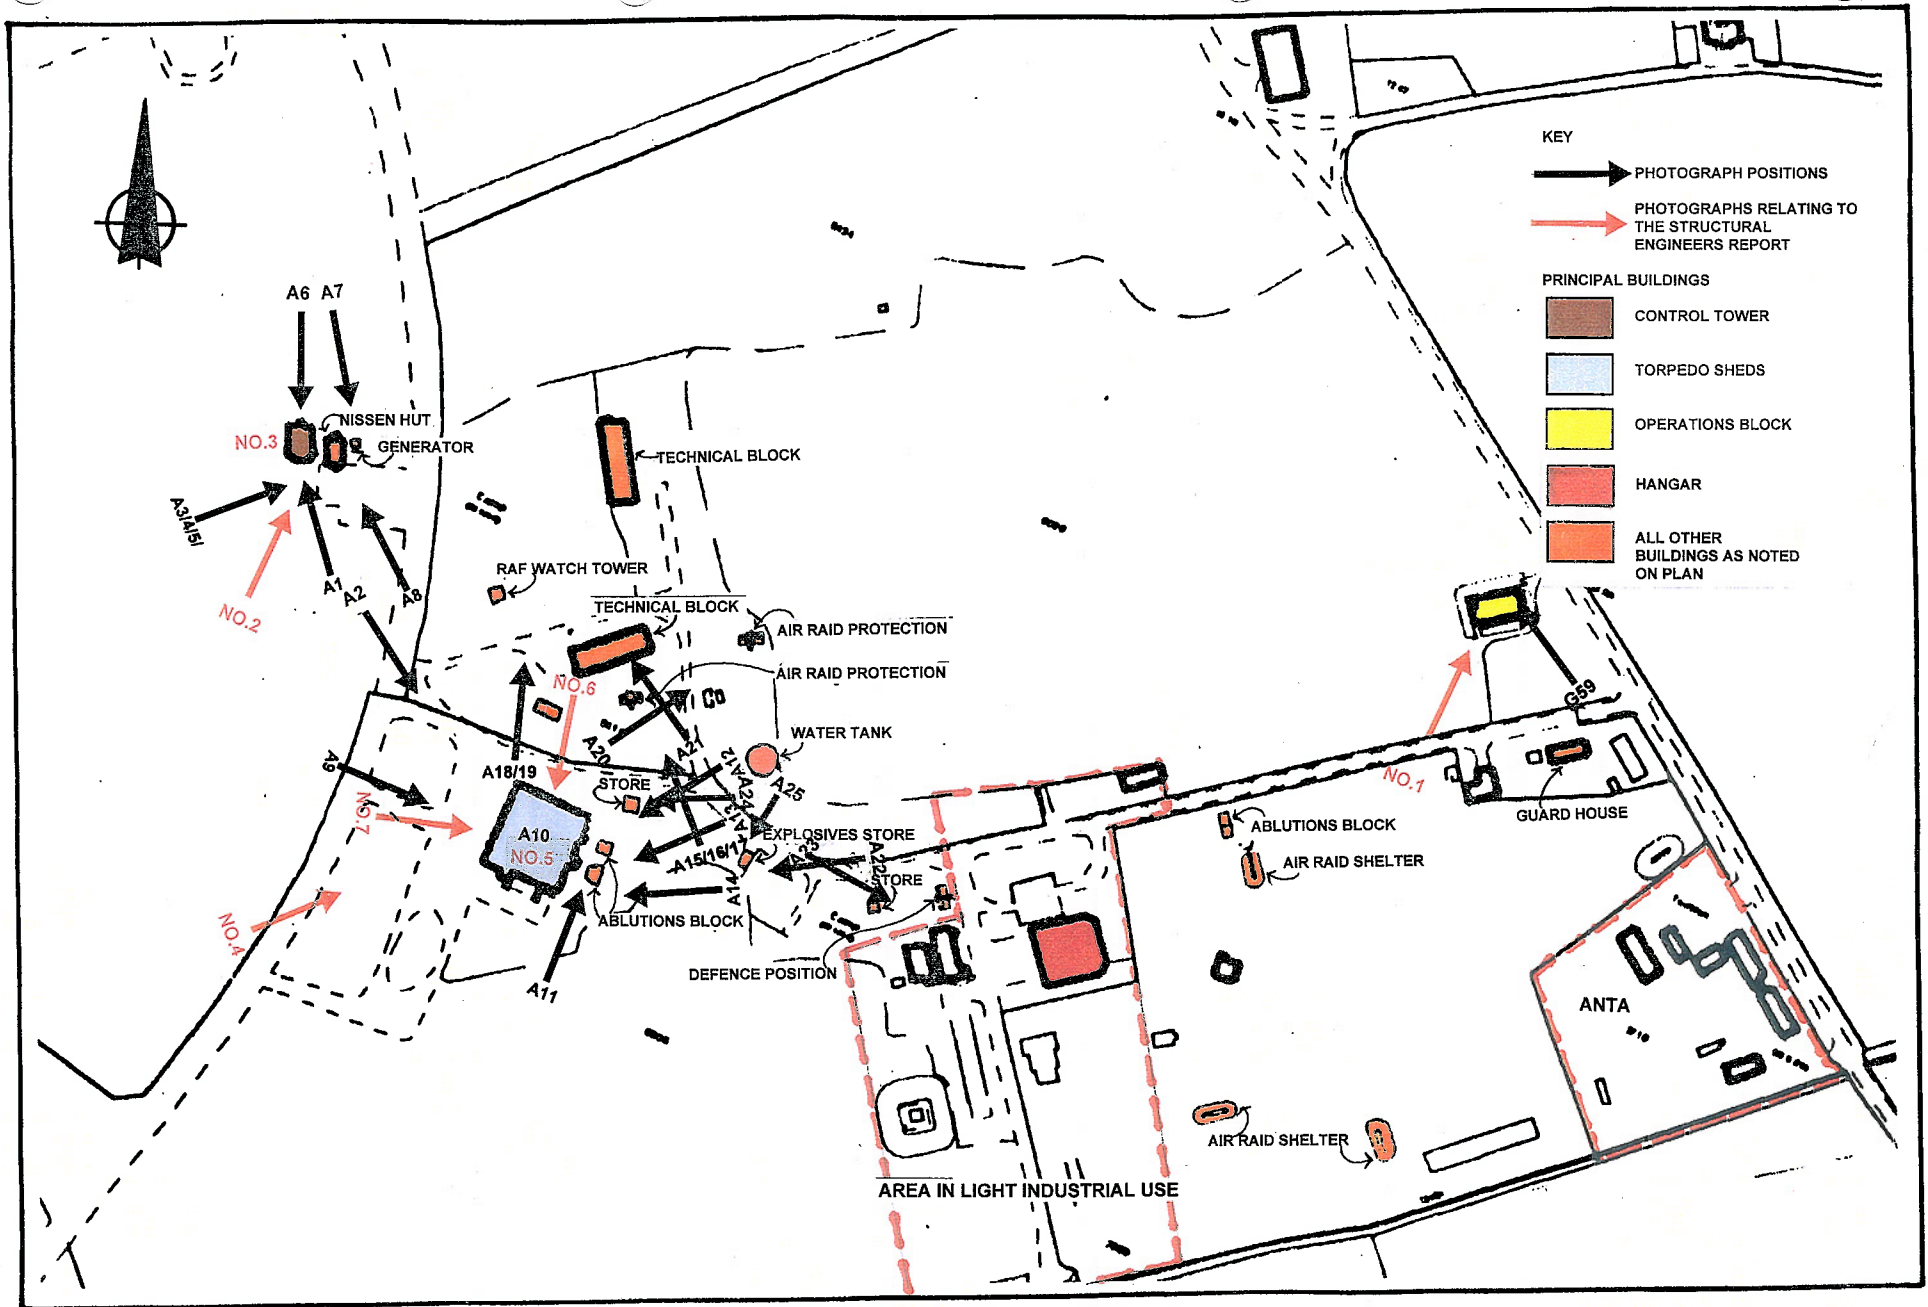 KEY
PHOTOGRAPH POSITIONS
PHOTOGRAPHS RELATING TO
THE STRUCTURAL
ENGINEERS REPORT
PRINCIPAL BUILDINGS
CONTROL TOWER
TORPEDO SHEDS
OPERATIONS BLOCK
HANGAR
ALL OTHER
BUILDINGS AS NOTED
ON PLAN
A6 A7
NISSEN HUT
NO.3
GENERATOR
TECHNICAL BLOCK
A3/4/5/
RAF WATCH TOWER
A1
A2
A8
NO.2
TECHNICAL BLOCK
AIR RAID PROTECTION
AIR RAID PROTECTION
NO.6
Co
G59
WATER TANK
A20
A21
A12
A9
A18/19
STORE
A24
A25
NO.1
NO.7
GUARD HOUSE
A13
A10
EXPLOSIVES STORE
ABLUTIONS BLOCK
NO.5
A15/16/17
A23
A22
AIR RAID SHELTER
STORE
A14
NO.4
ABLUTIONS BLOCK
DEFENCE POSITION
A11
ANTA
AIR RAID SHELTER
AREA IN LIGHT INDUSTRIAL USE